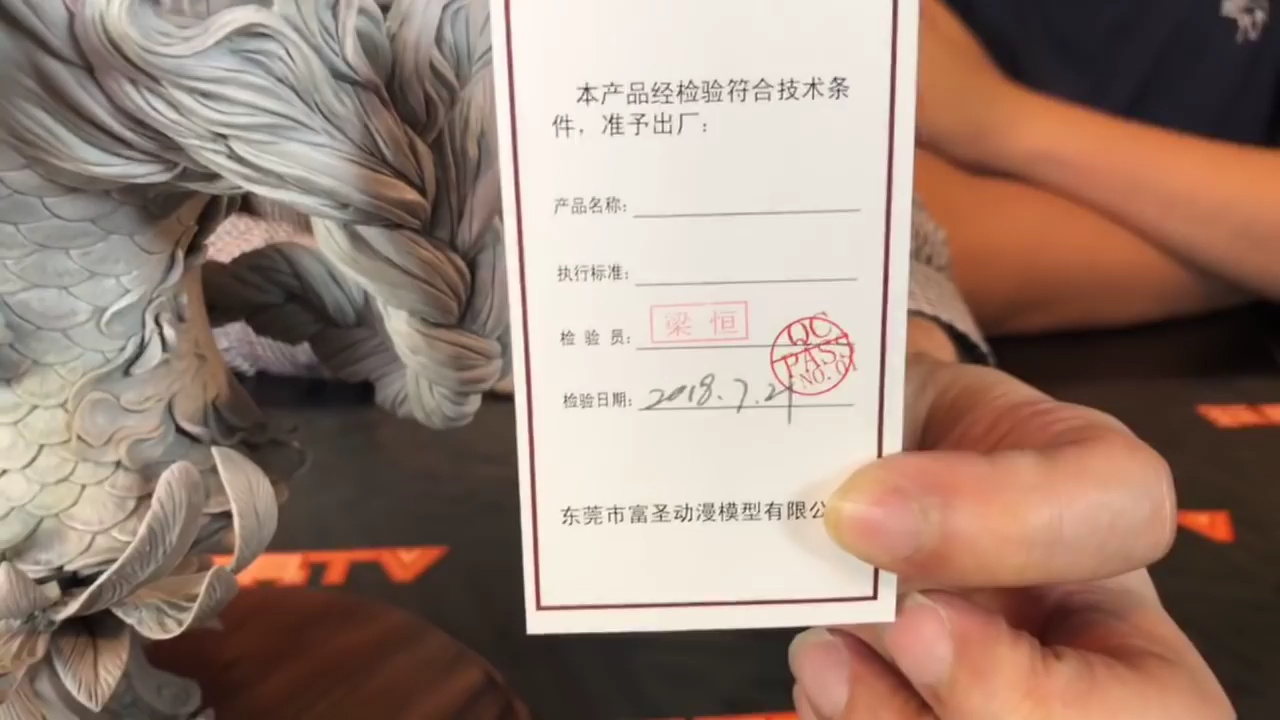 本产品经检验符合技术条
件，准予出厂：
产品名称：
执行标准：
检 验 员：
梁 恒
QC
PASS
NO. 01
检验日期：2018.7.21
东莞市富圣动漫模型有限公